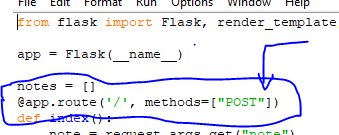 File Edit Format Run Options Window Help
from flask import Flask, render_template
app = Flask(__name__)
notes = []
@app.route('/', methods=["POST"])
def index():
note = request.args.get("note")